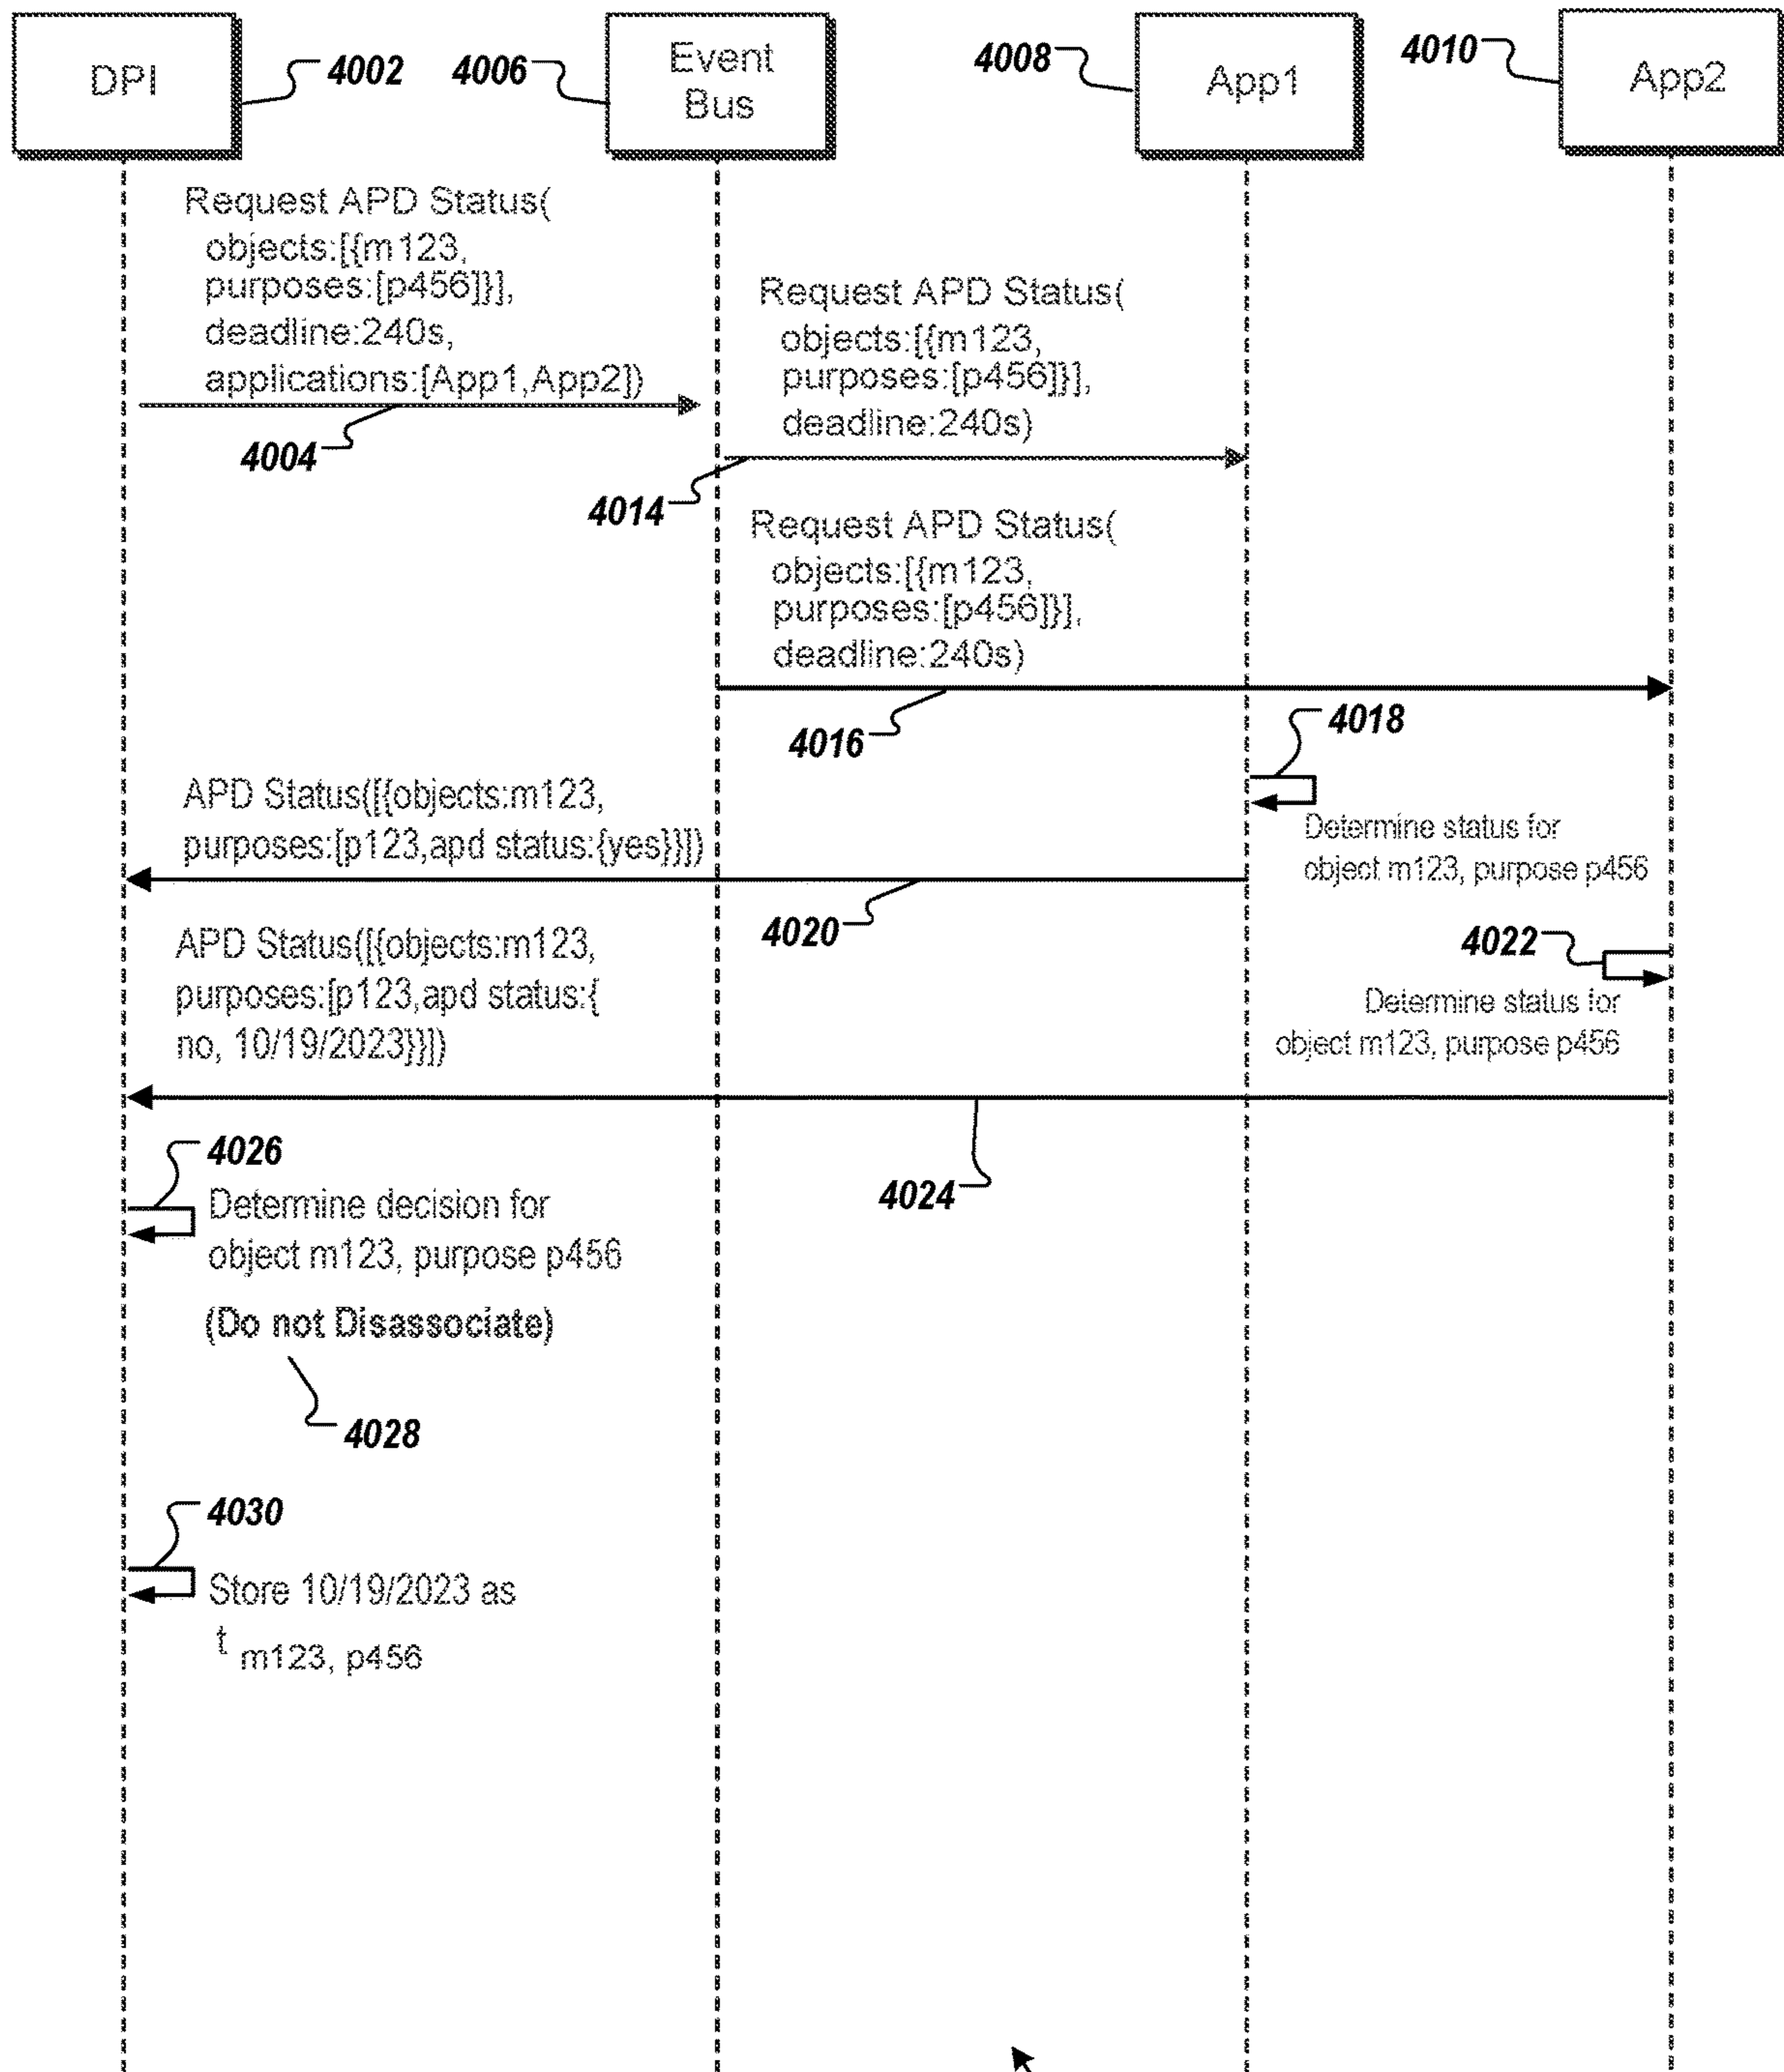 DPI
4002
4006
Event
Bus
4008
App1
4010
App2
Request APD Status(
objects:[{m123,
purposes:[p456]}],
deadline:240s,
applications:[App1,App2])
4004
Request APD Status(
objects:[{m123,
purposes:[p456]}],
deadline:240s)
4014
Request APD Status(
objects:[{m123,
purposes:[p456]}],
deadline:240s)
4016
4018
Determine status for
object m123, purpose p456
APD Status([{objects:m123,
purposes:[p123,apd status:{yes}}]])
4020
4022
Determine status for
object m123, purpose p456
APD Status([{objects:m123,
purposes:[p123,apd status:{
no, 10/19/2023}}]])
4024
4026
Determine decision for
object m123, purpose p456
(Do not Disassociate)
4028
4030
Store 10/19/2023 as
t m123, p456